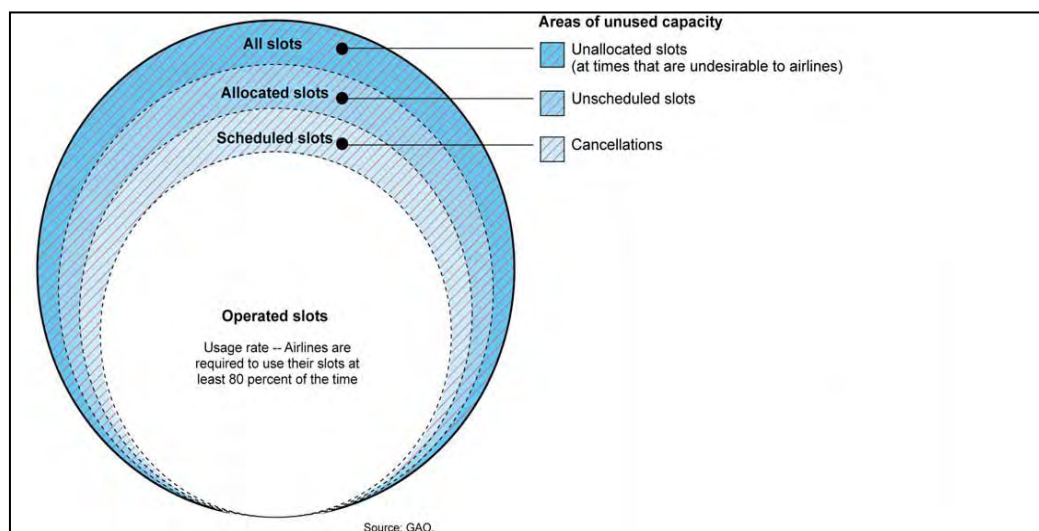 Areas of unused capacity
All slots
Unallocated slots
(at times that are undesirable to airlines)
Allocated slots
Unscheduled slots
Scheduled slots
Cancellations
Operated slots
Usage rate -- Airlines are
required to use their slots at
least 80 percent of the time
Source: GAO.